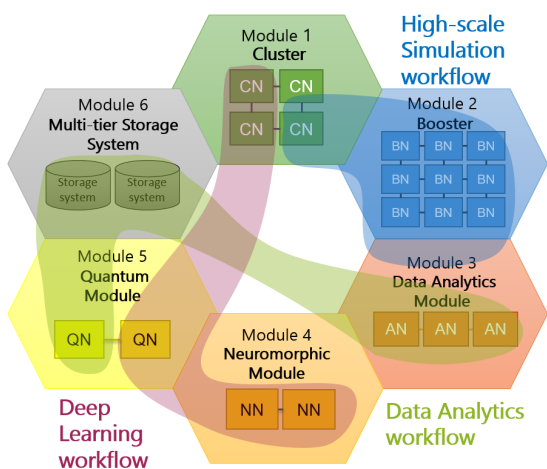 Module 1
Cluster
CN CN
CN CN
High-scale
Simulation
workflow
Module 2
Booster
BN BN BN
BN BN BN
BN BN BN
Module 6
Multi-tier Storage
System
Storage system
Storage system
Module 3
Data Analytics
Module
AN AN AN
Module 5
Quantum
Module
QN QN
Module 4
Neuromorphic
Module
NN NN
Deep
Learning
workflow
Data Analytics
workflow